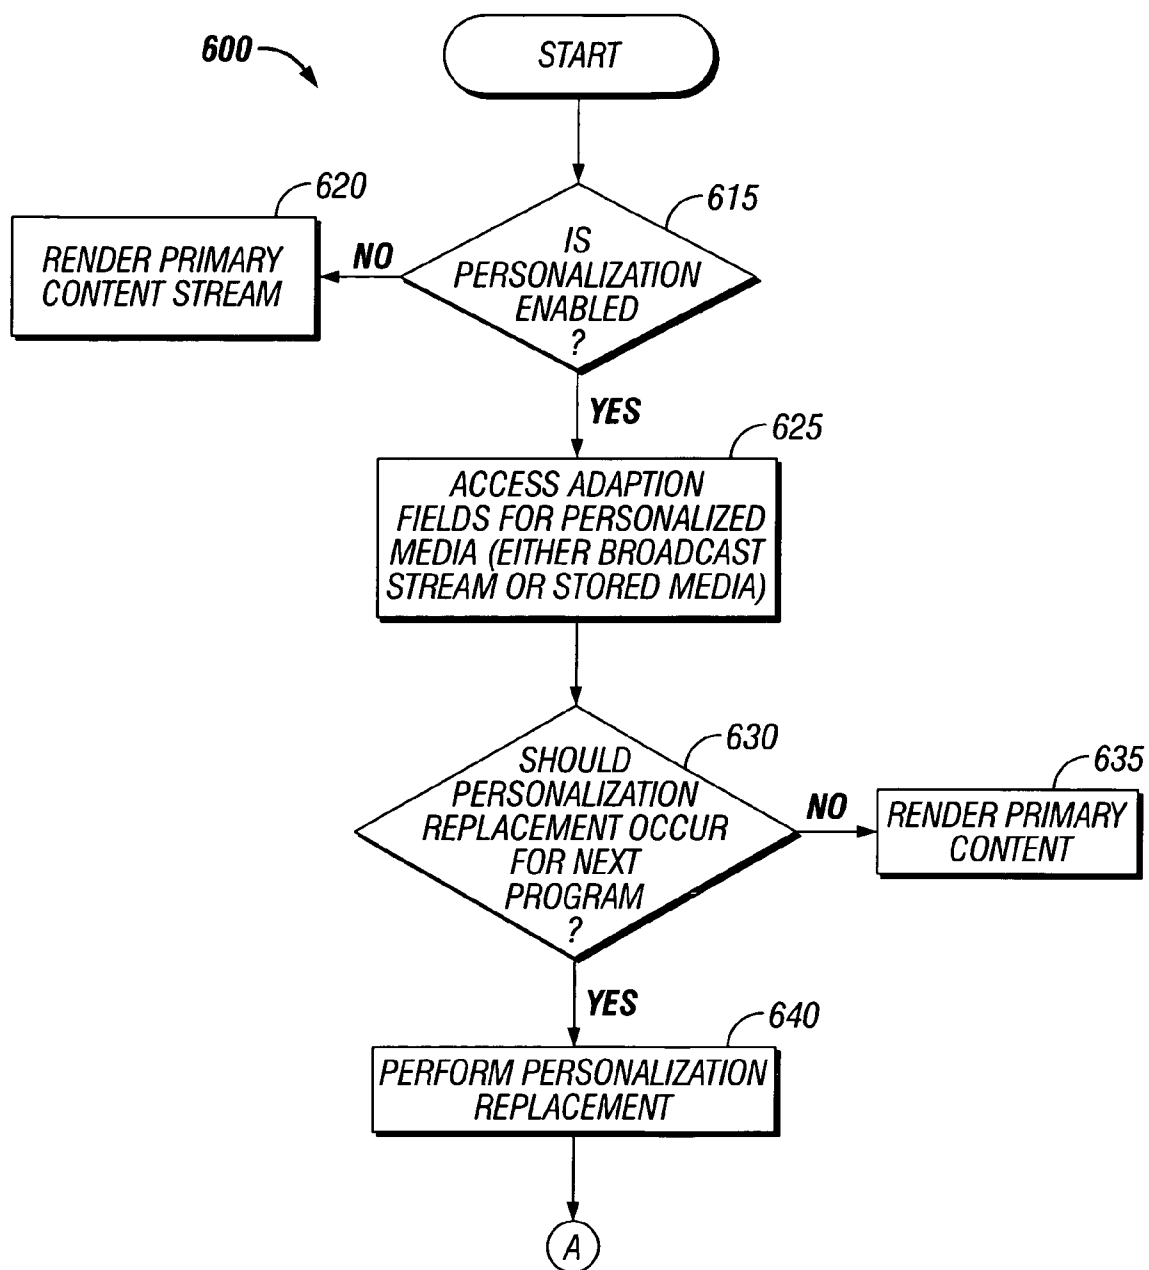 600
START
620
615
RENDER PRIMARY
CONTENT STREAM
NO
IS
PERSONALIZATION
ENABLED
?
YES
625
ACCESS ADAPTION
FIELDS FOR PERSONALIZED
MEDIA (EITHER BROADCAST
STREAM OR STORED MEDIA)
630
SHOULD
PERSONALIZATION
REPLACEMENT OCCUR
FOR NEXT
PROGRAM
?
NO
635
RENDER PRIMARY
CONTENT
YES
640
PERFORM PERSONALIZATION
REPLACEMENT
A